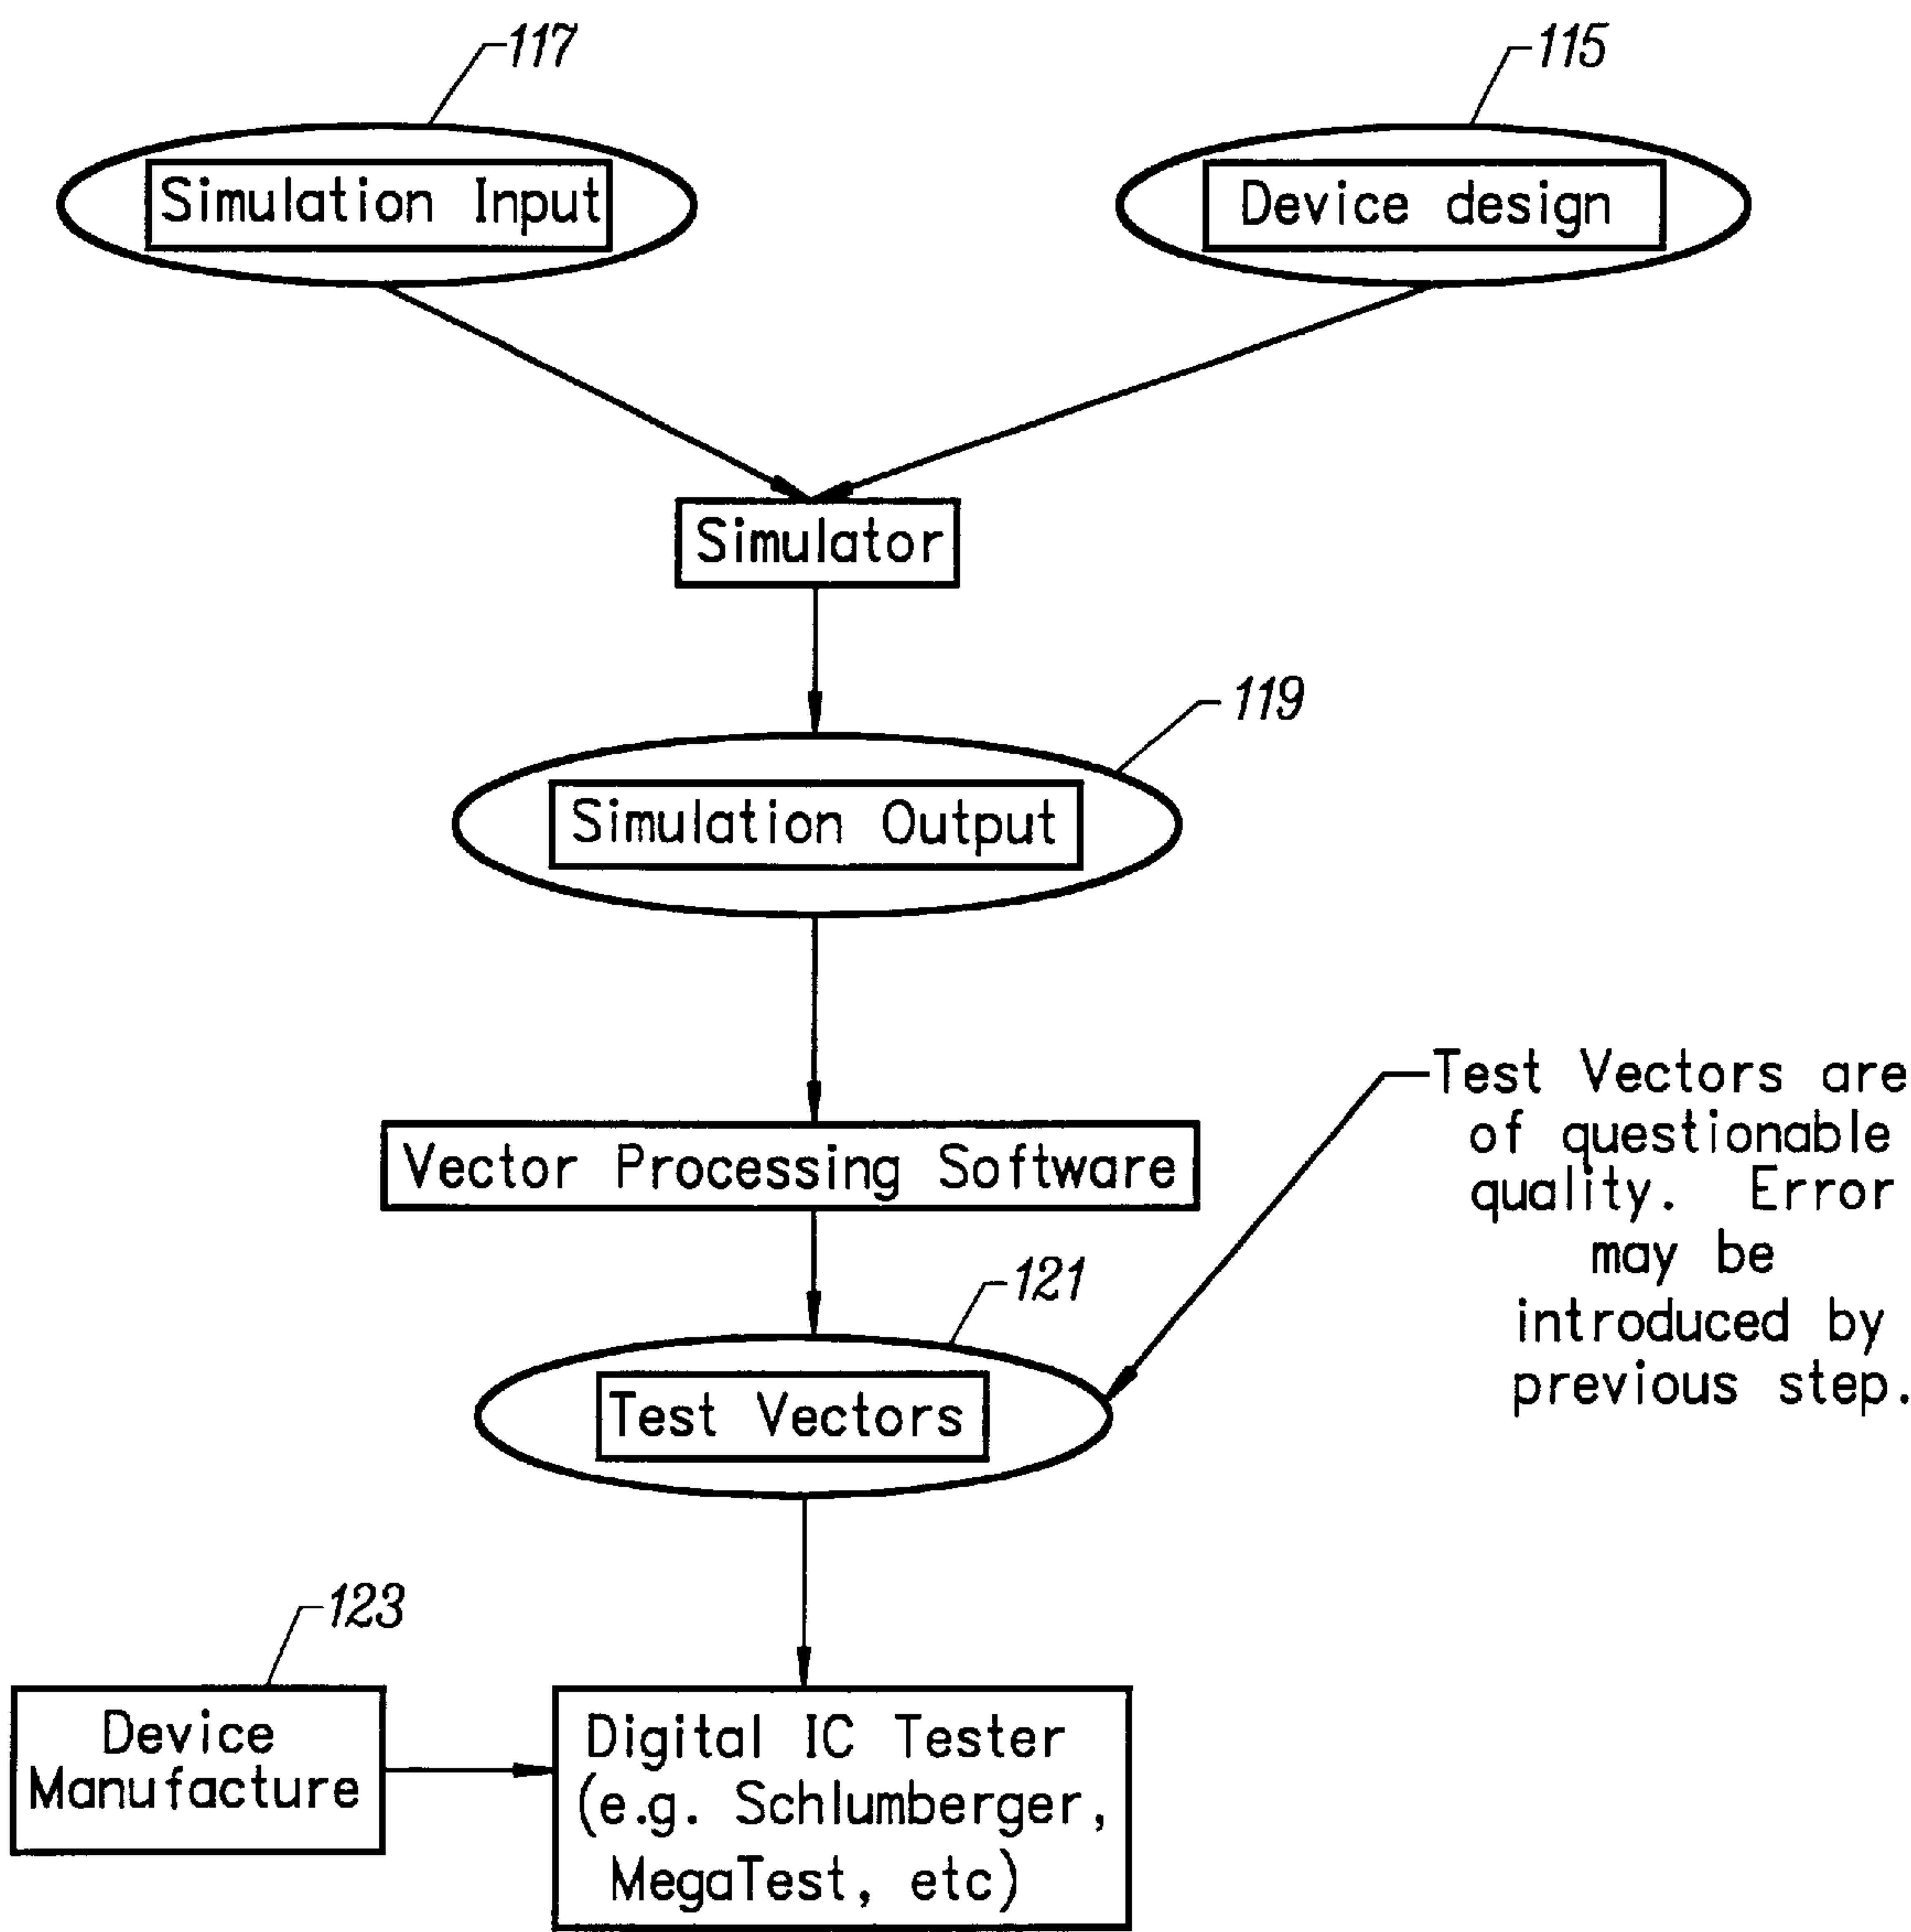 117
115
Simulation Input
Device design
Simulator
119
Simulation Output
Test Vectors are
of questionable
quality. Error
may be
introduced by
previous step.
Vector Processing Software
121
Test Vectors
123
Device
Manufacture
Digital IC Tester
(e.g. Schlumberger,
MegaTest, etc)